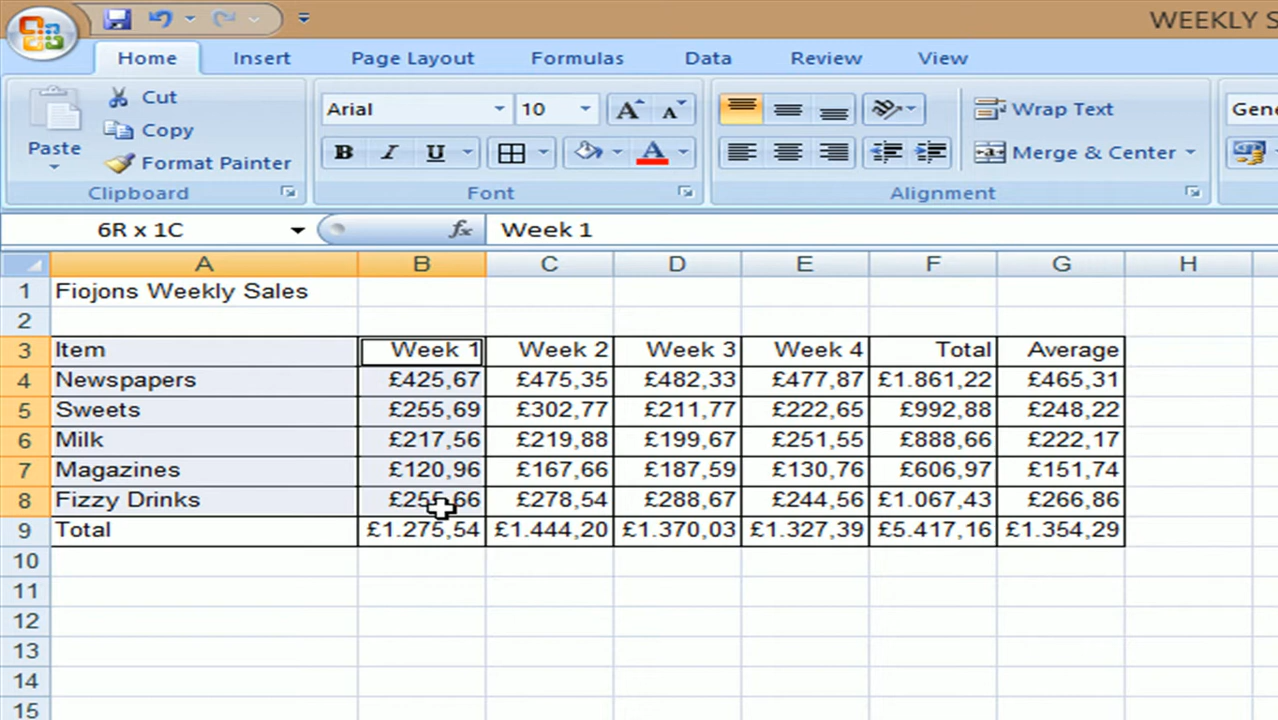 WEEKLY S
Home Insert Page Layout Formulas Data Review View
Paste
Cut
Copy
Format Painter
Clipboard
Arial 10 A A
B I U A
Font
Wrap Text
Merge & Center
Alignment
Gene
6R x 1C fx Week 1
A B C D E F G H
1 Fiojons Weekly Sales
2
3 Item Week 1 Week 2 Week 3 Week 4 Total Average
4 Newspapers £425,67 £475,35 £482,33 £477,87 £1.861,22 £465,31
5 Sweets £255,69 £302,77 £211,77 £222,65 £992,88 £248,22
6 Milk £217,56 £219,88 £199,67 £251,55 £888,66 £222,17
7 Magazines £120,96 £167,66 £187,59 £130,76 £606,97 £151,74
8 Fizzy Drinks £255,66 £278,54 £288,67 £244,56 £1.067,43 £266,86
9 Total £1.275,54 £1.444,20 £1.370,03 £1.327,39 £5.417,16 £1.354,29
10
11
12
13
14
15